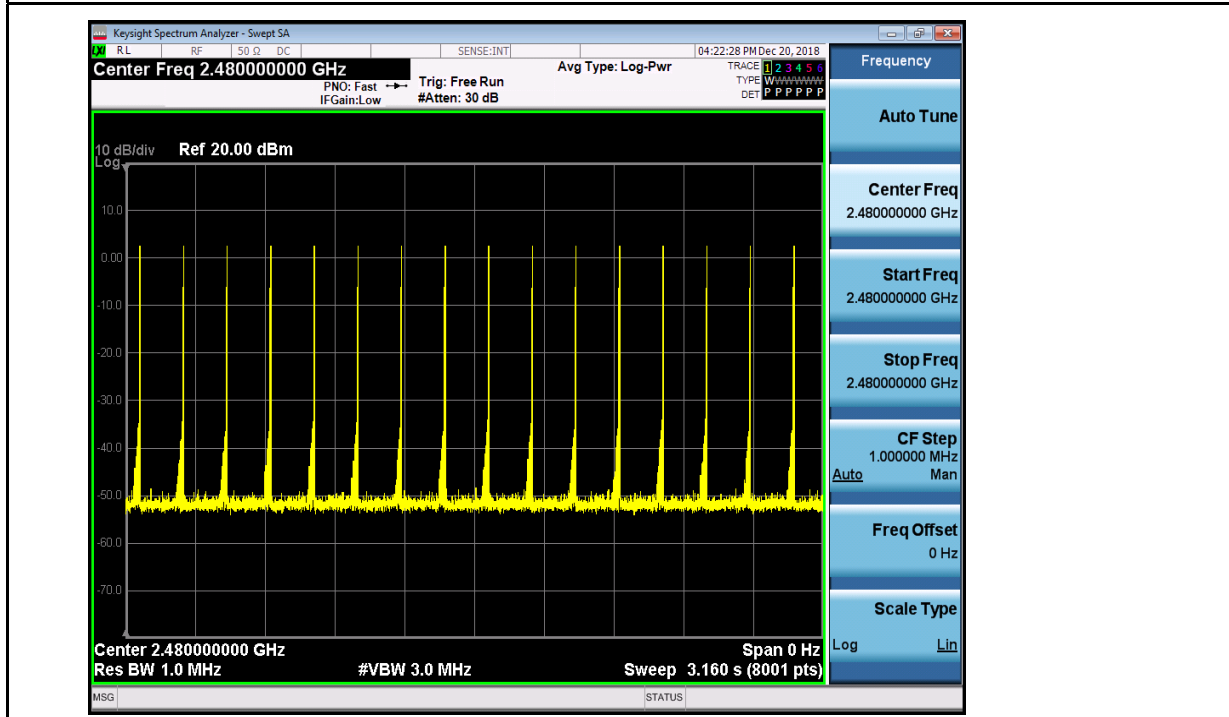 Keysight Spectrum Analyzer - Swept SA
LXI RL RF 50 Ω DC SENSE:INT 04:22:28 PM Dec 20, 2018
Center Freq 2.480000000 GHz
PNO: Fast
IFGain:Low
Trig: Free Run
#Atten: 30 dB
Avg Type: Log-Pwr
TRACE 1 2 3 4 5 6
TYPE WWWWWW
DET P P P P P P
10 dB/div Ref 20.00 dBm
Log
10.0
0.00
-10.0
-20.0
-30.0
-40.0
-50.0
-60.0
-70.0
Center 2.480000000 GHz Span 0 Hz
Res BW 1.0 MHz #VBW 3.0 MHz Sweep 3.160 s (8001 pts)
MSG STATUS
Frequency
Auto Tune
Center Freq
2.480000000 GHz
Start Freq
2.480000000 GHz
Stop Freq
2.480000000 GHz
CF Step
1.000000 MHz
Auto Man
Freq Offset
0 Hz
Scale Type
Log Lin